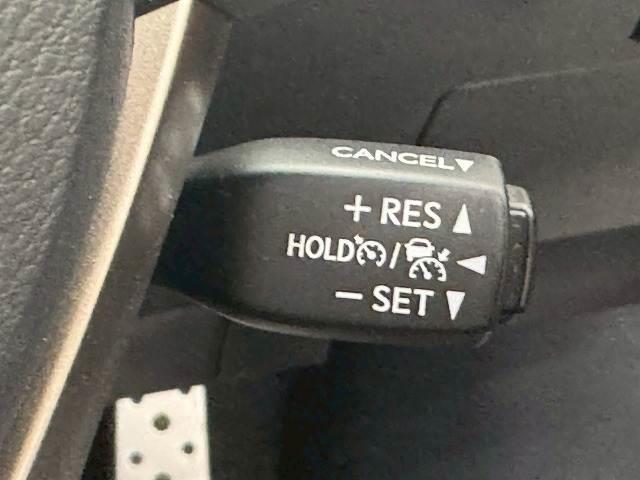 CANCEL▼
+ RES ▲
HOLD / ◀
− SET ▼